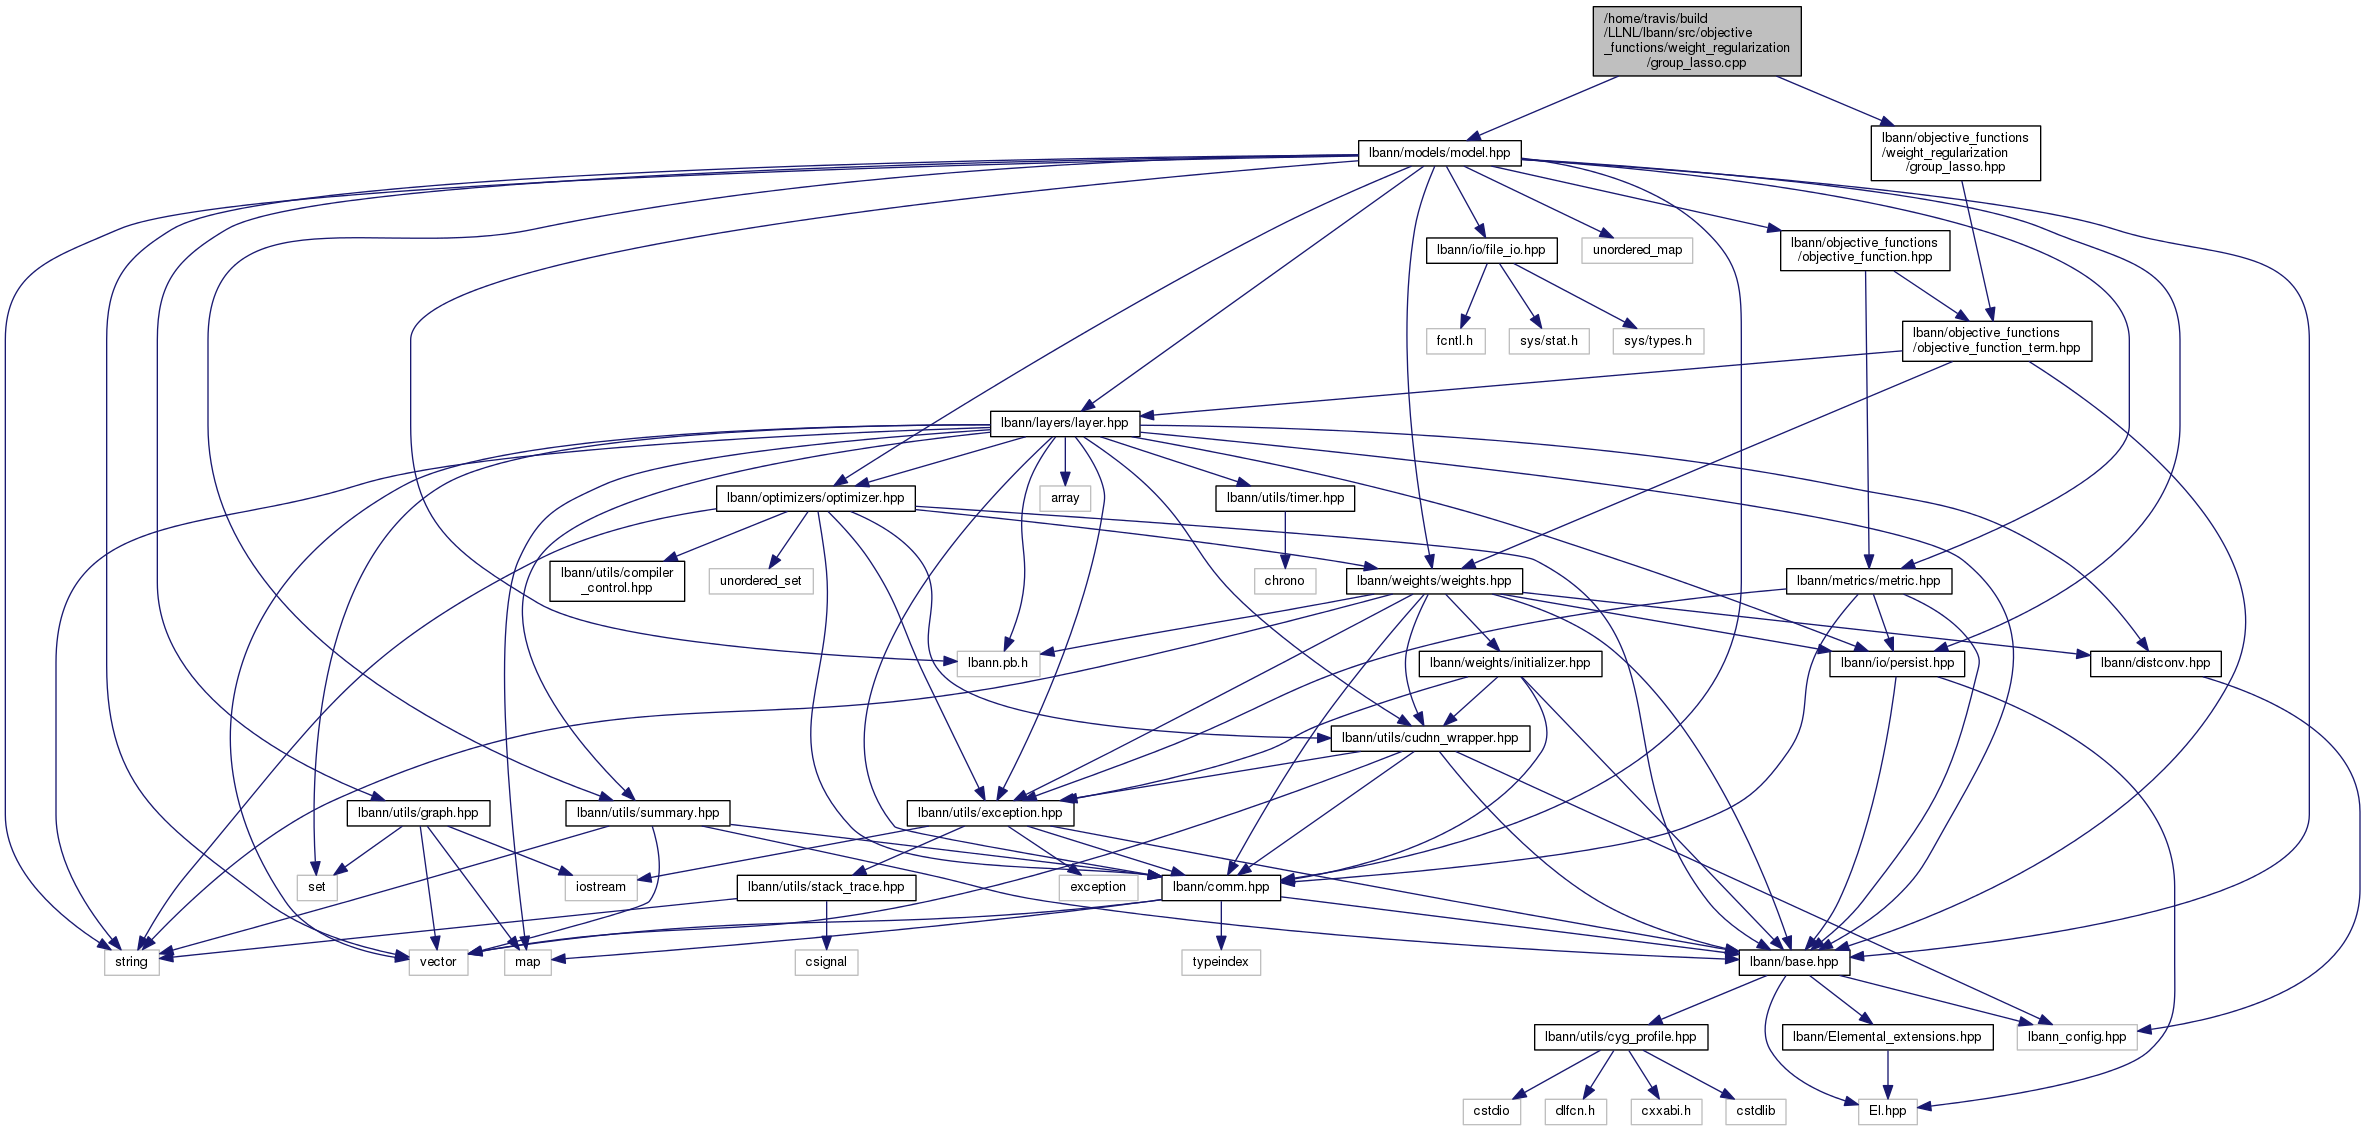 /home/travis/build
/LLNL/lbann/src/objective
_functions/weight_regularization
/group_lasso.cpp
lbann/models/model.hpp
lbann/objective_functions
/weight_regularization
/group_lasso.hpp
lbann/io/file_io.hpp
unordered_map
lbann/objective_functions
/objective_function.hpp
fcntl.h
sys/stat.h
sys/types.h
lbann/objective_functions
/objective_function_term.hpp
lbann/layers/layer.hpp
lbann/optimizers/optimizer.hpp
array
lbann/utils/timer.hpp
lbann/utils/compiler
_control.hpp
unordered_set
chrono
lbann/weights/weights.hpp
lbann/metrics/metric.hpp
lbann.pb.h
lbann/weights/initializer.hpp
lbann/io/persist.hpp
lbann/distconv.hpp
lbann/utils/cudnn_wrapper.hpp
lbann/utils/graph.hpp
lbann/utils/summary.hpp
lbann/utils/exception.hpp
set
iostream
lbann/utils/stack_trace.hpp
exception
lbann/comm.hpp
string
vector
map
csignal
typeindex
lbann/base.hpp
lbann/utils/cyg_profile.hpp
lbann/Elemental_extensions.hpp
lbann_config.hpp
cstdio
dlfcn.h
cxxabi.h
cstdlib
El.hpp